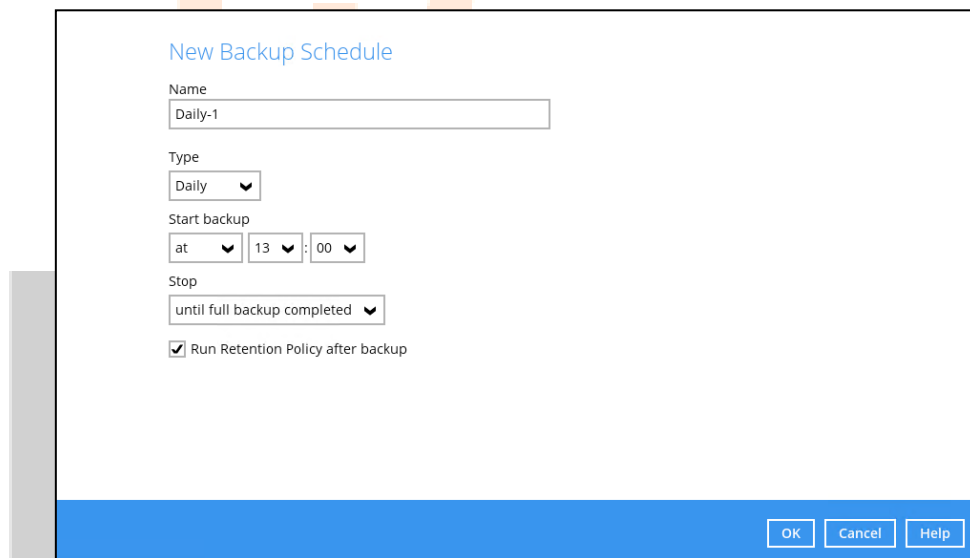 New Backup Schedule
Name
Daily-1
Type
Daily
Start backup
at 13 : 00
Stop
until full backup completed
Run Retention Policy after backup
OK Cancel Help